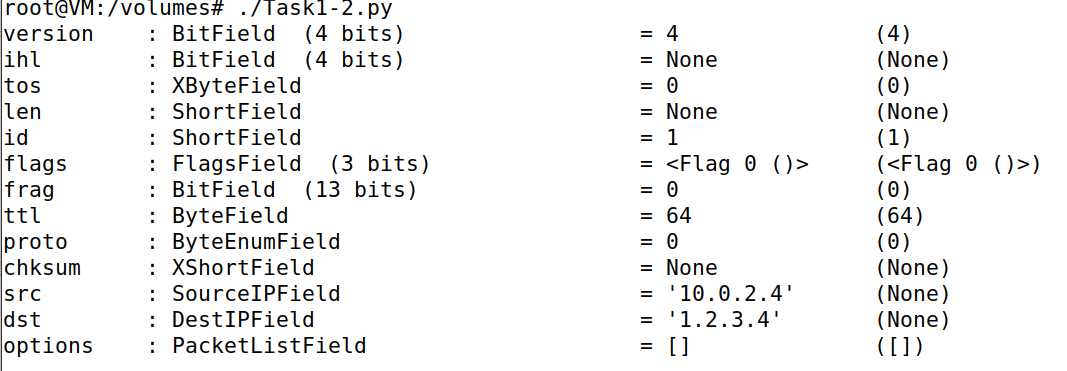 root@VM:/volumes# ./Task1-2.py
version    : BitField  (4 bits)                  = 4               (4)
ihl        : BitField  (4 bits)                  = None            (None)
tos        : XByteField                          = 0               (0)
len        : ShortField                          = None            (None)
id         : ShortField                          = 1               (1)
flags      : FlagsField  (3 bits)                = <Flag 0 ()>     (<Flag 0 ()>)
frag       : BitField  (13 bits)                 = 0               (0)
ttl        : ByteField                           = 64              (64)
proto      : ByteEnumField                       = 0               (0)
chksum     : XShortField                         = None            (None)
src        : SourceIPField                       = '10.0.2.4'      (None)
dst        : DestIPField                         = '1.2.3.4'       (None)
options    : PacketListField                     = []              ([])